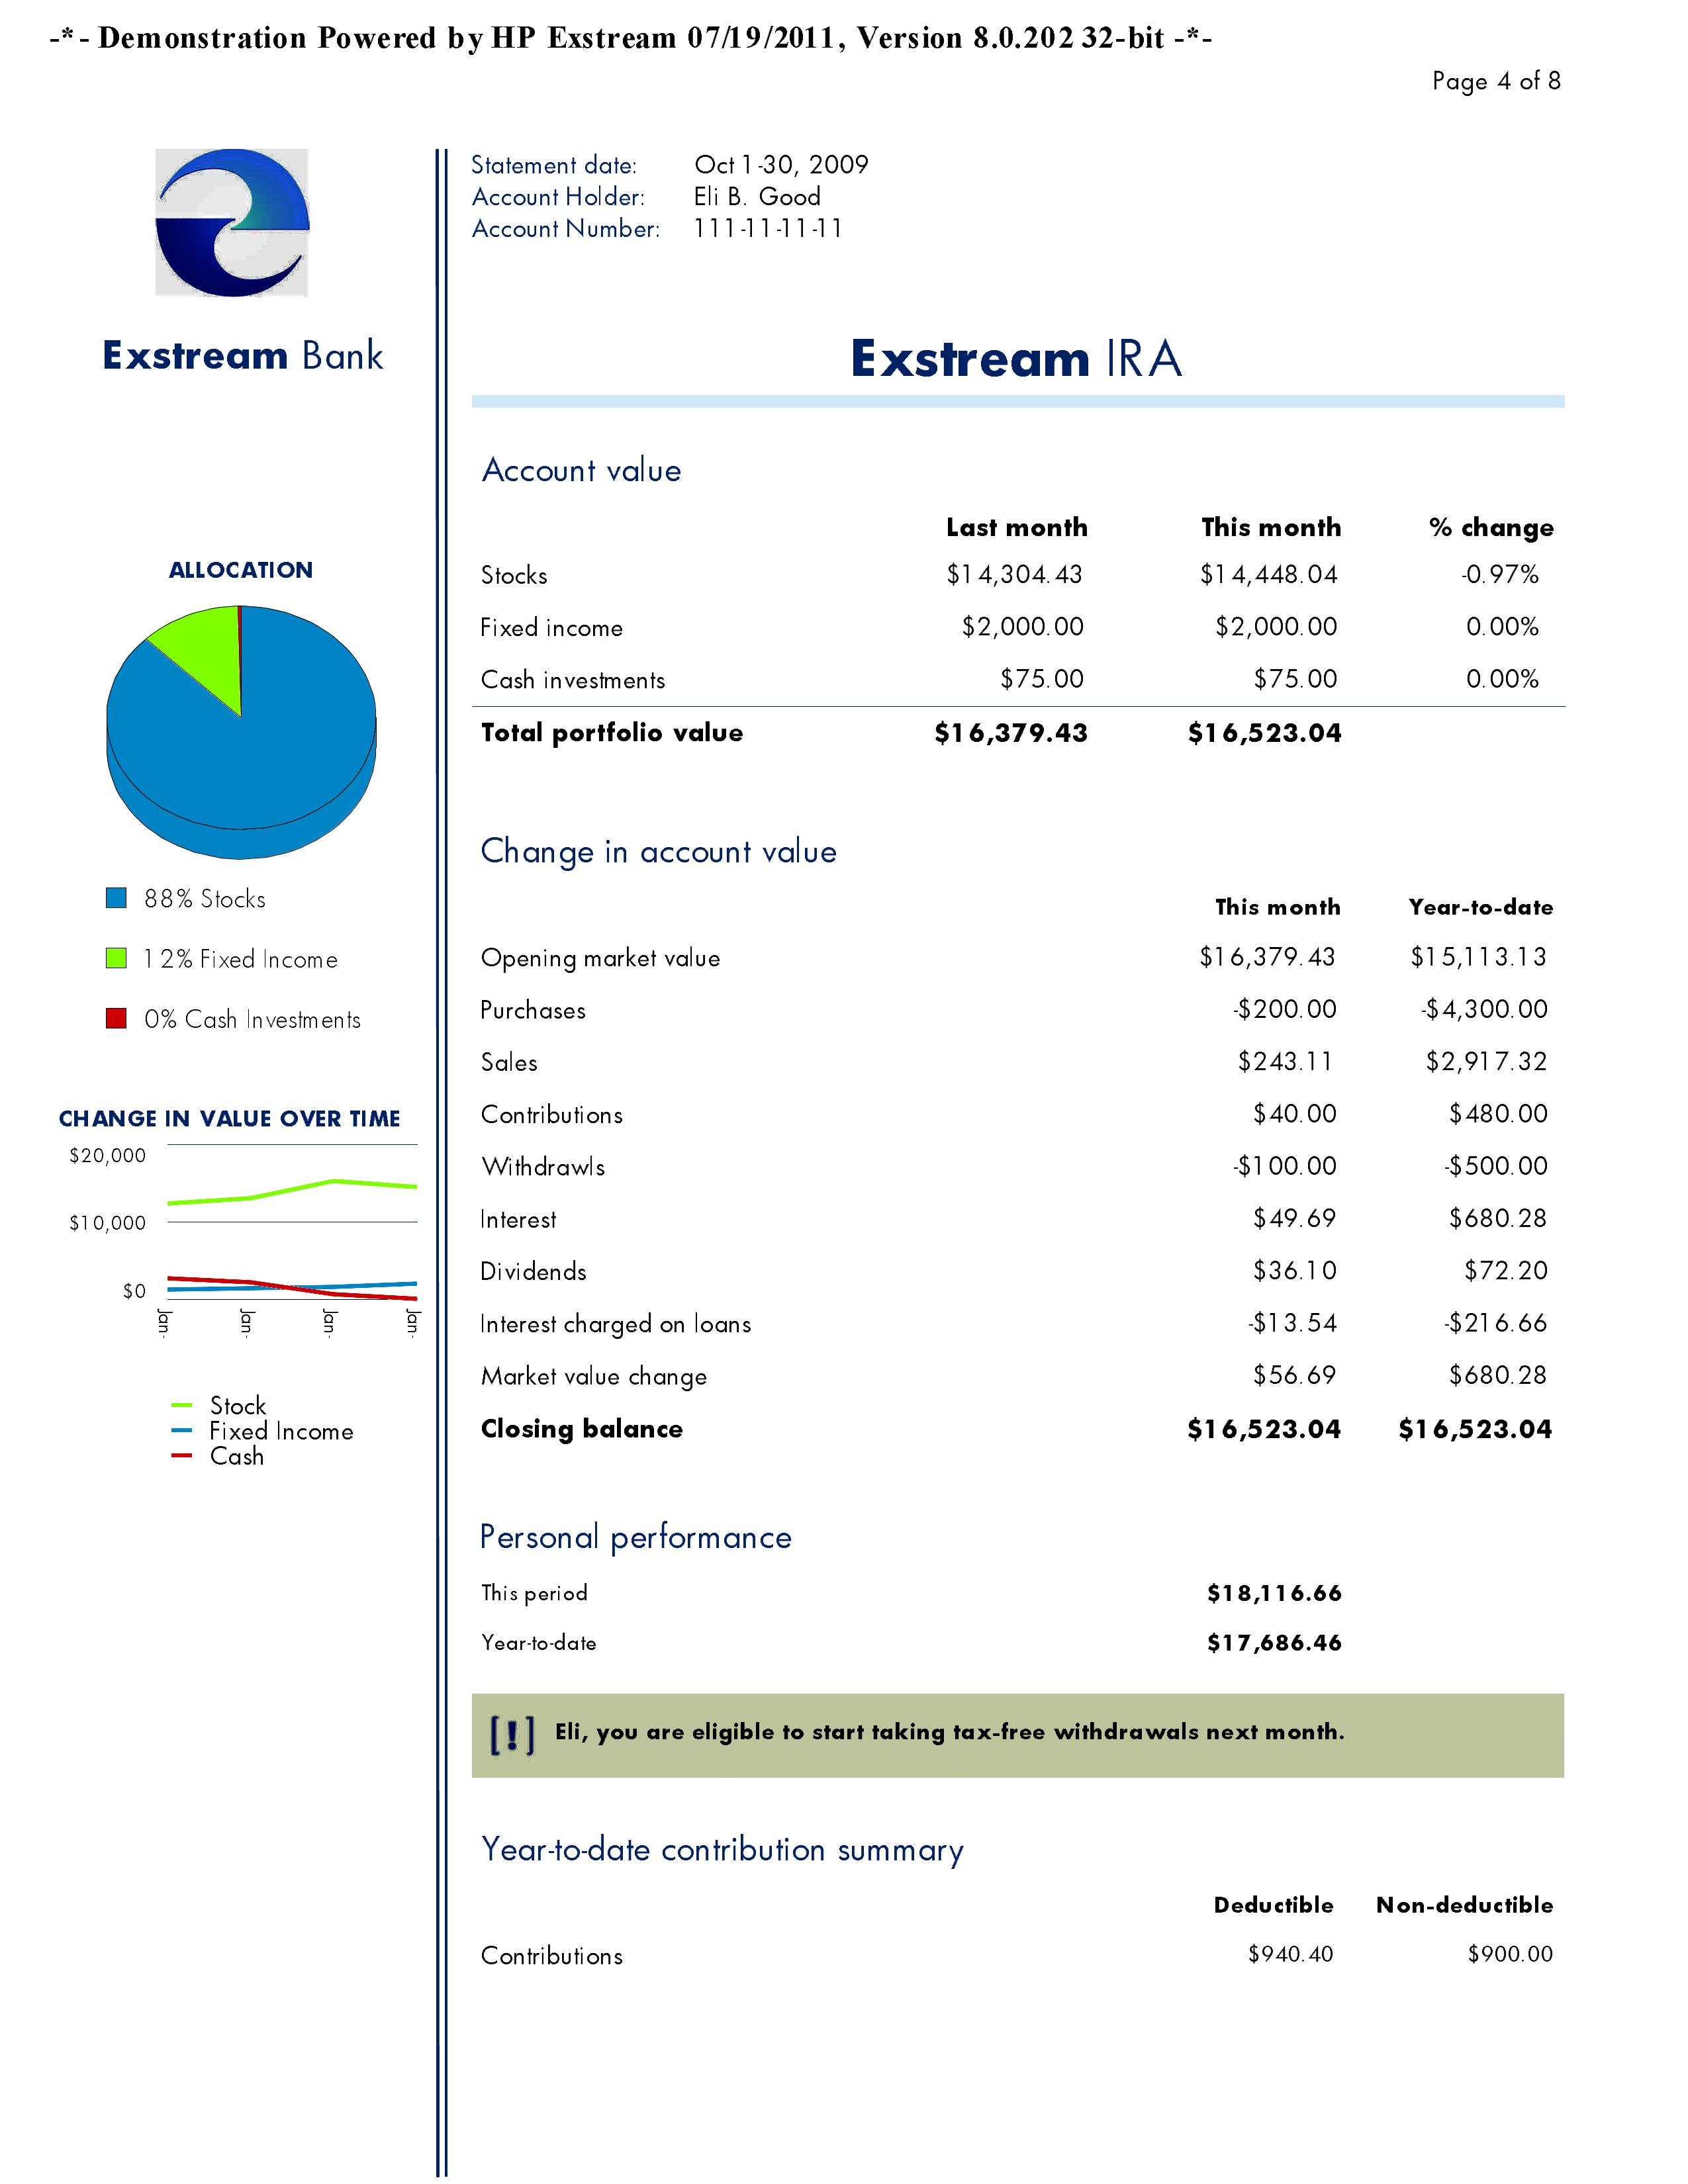 -*- Demonstration Powered by HP Exstream 07/19/2011, Version 8.0.202 32-bit -*-
Page 4 of 8
Statement date: Oct 1-30, 2009
Account Holder: Eli B. Good
Account Number: 111-11-11-11
Exstream Bank
Exstream IRA
Account value
Last month This month % change
Stocks $14,304.43 $14,448.04 -0.97%
Fixed income $2,000.00 $2,000.00 0.00%
Cash investments $75.00 $75.00 0.00%
Total portfolio value $16,379.43 $16,523.04
ALLOCATION
88% Stocks
12% Fixed Income
0% Cash Investments
CHANGE IN VALUE OVER TIME
$20,000
$10,000
$0
Jan- Jan- Jan- Jan-
Stock
Fixed Income
Cash
Change in account value
This month Year-to-date
Opening market value $16,379.43 $15,113.13
Purchases -$200.00 -$4,300.00
Sales $243.11 $2,917.32
Contributions $40.00 $480.00
Withdrawls -$100.00 -$500.00
Interest $49.69 $680.28
Dividends $36.10 $72.20
Interest charged on loans -$13.54 -$216.66
Market value change $56.69 $680.28
Closing balance $16,523.04 $16,523.04
Personal performance
This period $18,116.66
Year-to-date $17,686.46
[!] Eli, you are eligible to start taking tax-free withdrawals next month.
Year-to-date contribution summary
Deductible Non-deductible
Contributions $940.40 $900.00